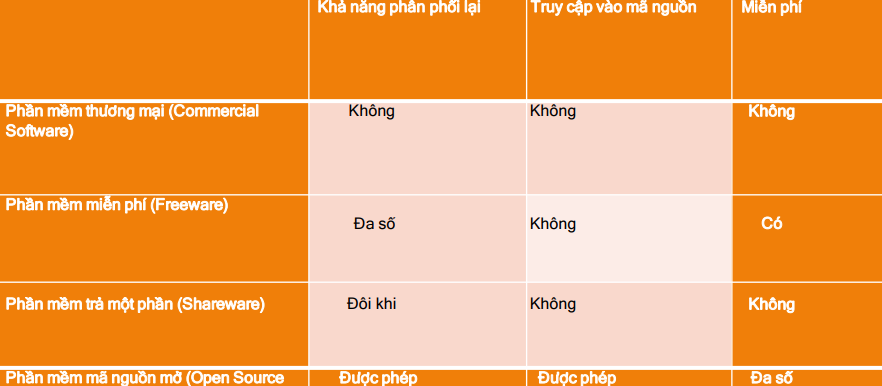 Khả năng phân phối lại Truy cập vào mã nguồn Miễn phí
Phần mềm thương mại (Commercial Không Không Không
Software)
Phần mềm miễn phí (Freeware)
Đa số Không Có
Phần mềm trả một phần (Shareware) Đôi khi Không Không
Phần mềm mã nguồn mở (Open Source Được phép Được phép Đa số